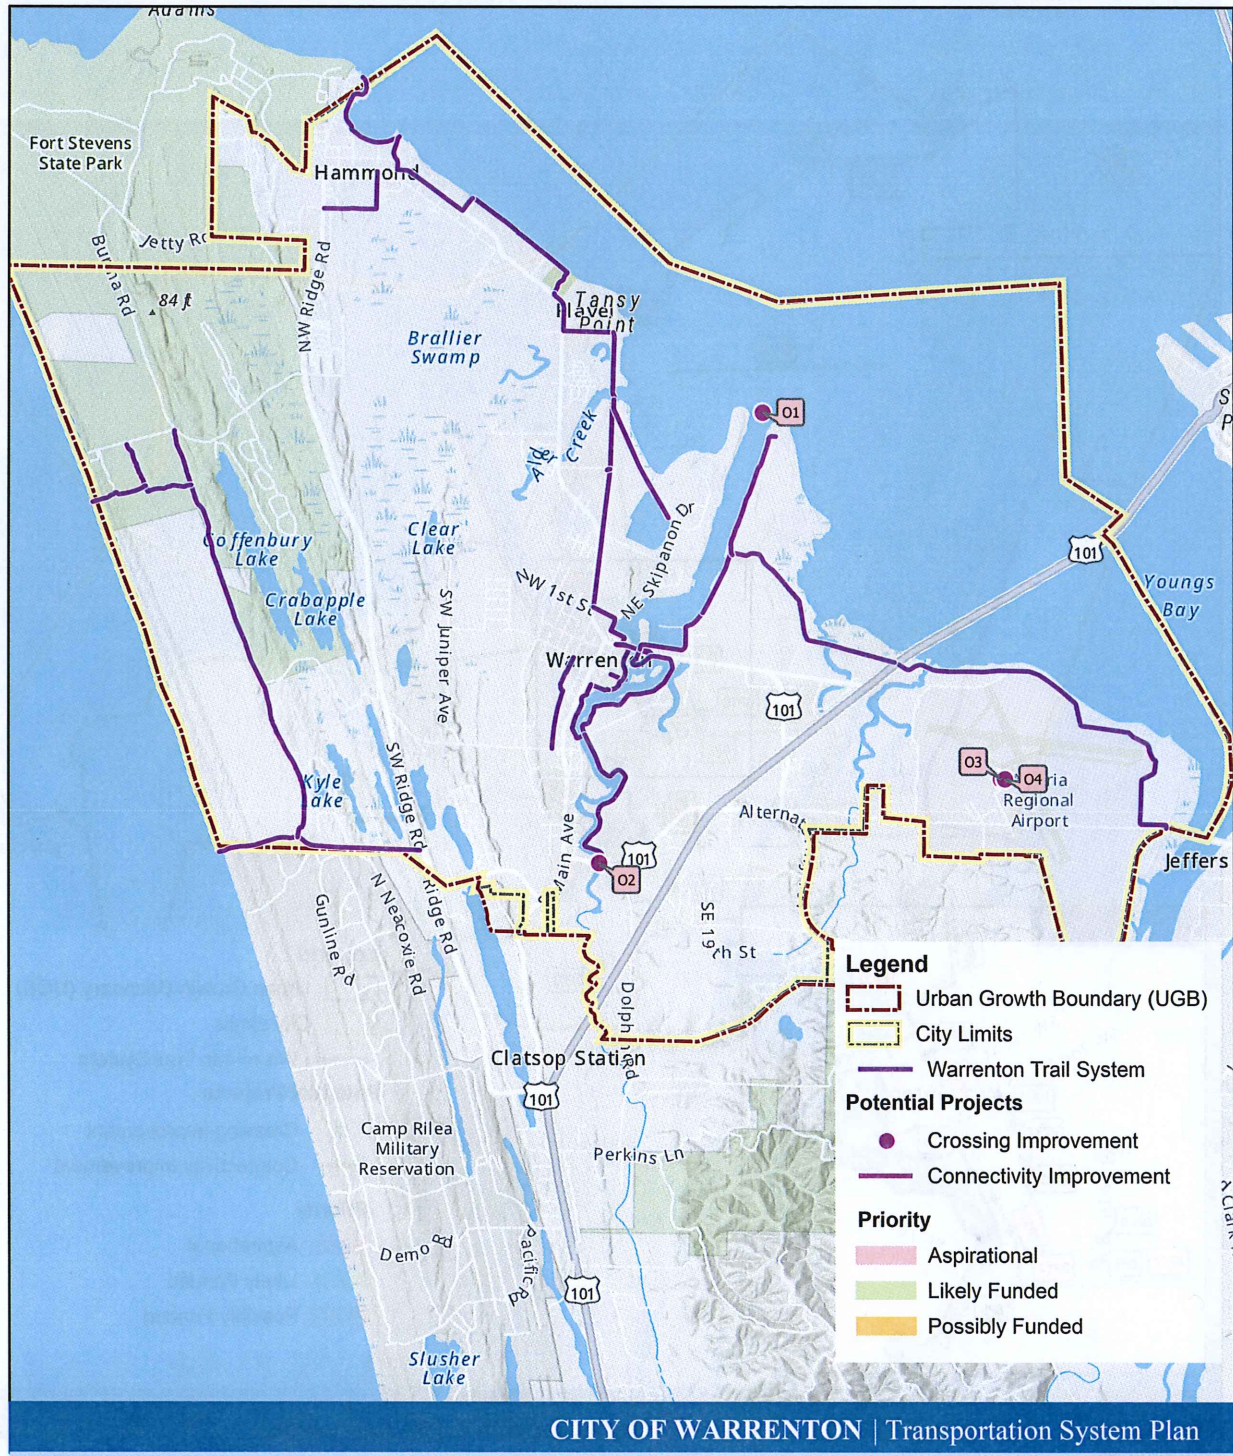 Adams
Fort Stevens
State Park
Hammond
Jetty Rd
Burma Rd
84 ft
NW Ridge Rd
Tansy
Point
Brallier
Swamp
Alder Creek
O1
NE Skipanon Dr
Clear
Lake
Coffenbury
Lake
NW 1st St
101
Youngs
Bay
Crabapple
Lake
SW Juniper Ave
Warrenton
101
SW Ridge Rd
Kyle
Lake
O3
O4
Regional
Airport
Main Ave
101
O2
Jeffers
Gunline Rd
N Neacoxie Rd
Ridge Rd
SE 19
h St
Dolph
Rd
Clatsop Station
101
Camp Rilea
Military
Reservation
Perkins Ln
Demo Rd
Pacific Rd
101
Slusher
Lake
Legend
Urban Growth Boundary (UGB)
City Limits
Warrenton Trail System
Potential Projects
Crossing Improvement
Connectivity Improvement
Priority
Aspirational
Likely Funded
Possibly Funded
CITY OF WARRENTON | Transportation System Plan